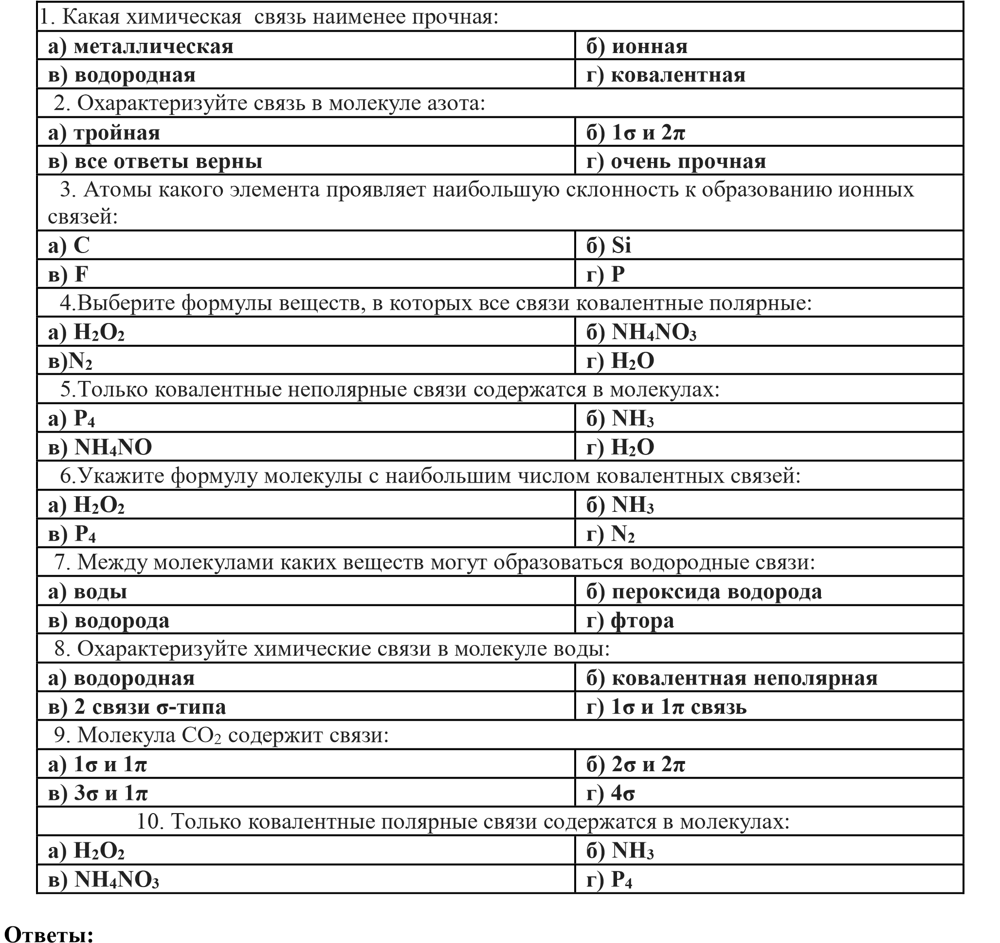 1. Какая химическая  связь наименее прочная:
а) металлическая
б) ионная
в) водородная
г) ковалентная
2. Охарактеризуйте связь в молекуле азота:
а) тройная
б) 1σ и 2π
в) все ответы верны
г) очень прочная
3. Атомы какого элемента проявляет наибольшую склонность к образованию ионных
связей:
а) C
б) Si
в) F
г) P
4.Выберите формулы веществ, в которых все связи ковалентные полярные:
а) H₂O₂
б) NH₄NO₃
в)N₂
г) H₂O
5.Только ковалентные неполярные связи содержатся в молекулах:
а) P₄
б) NH₃
в) NH₄NO
г) H₂O
6.Укажите формулу молекулы с наибольшим числом ковалентных связей:
а) H₂O₂
б) NH₃
в) P₄
г) N₂
7. Между молекулами каких веществ могут образоваться водородные связи:
а) воды
б) пероксида водорода
в) водорода
г) фтора
8. Охарактеризуйте химические связи в молекуле воды:
а) водородная
б) ковалентная неполярная
в) 2 связи σ-типа
г) 1σ и 1π связь
9. Молекула CO₂ содержит связи:
а) 1σ и 1π
б) 2σ и 2π
в) 3σ и 1π
г) 4σ
10. Только ковалентные полярные связи содержатся в молекулах:
а) H₂O₂
б) NH₃
в) NH₄NO₃
г) P₄
Ответы: